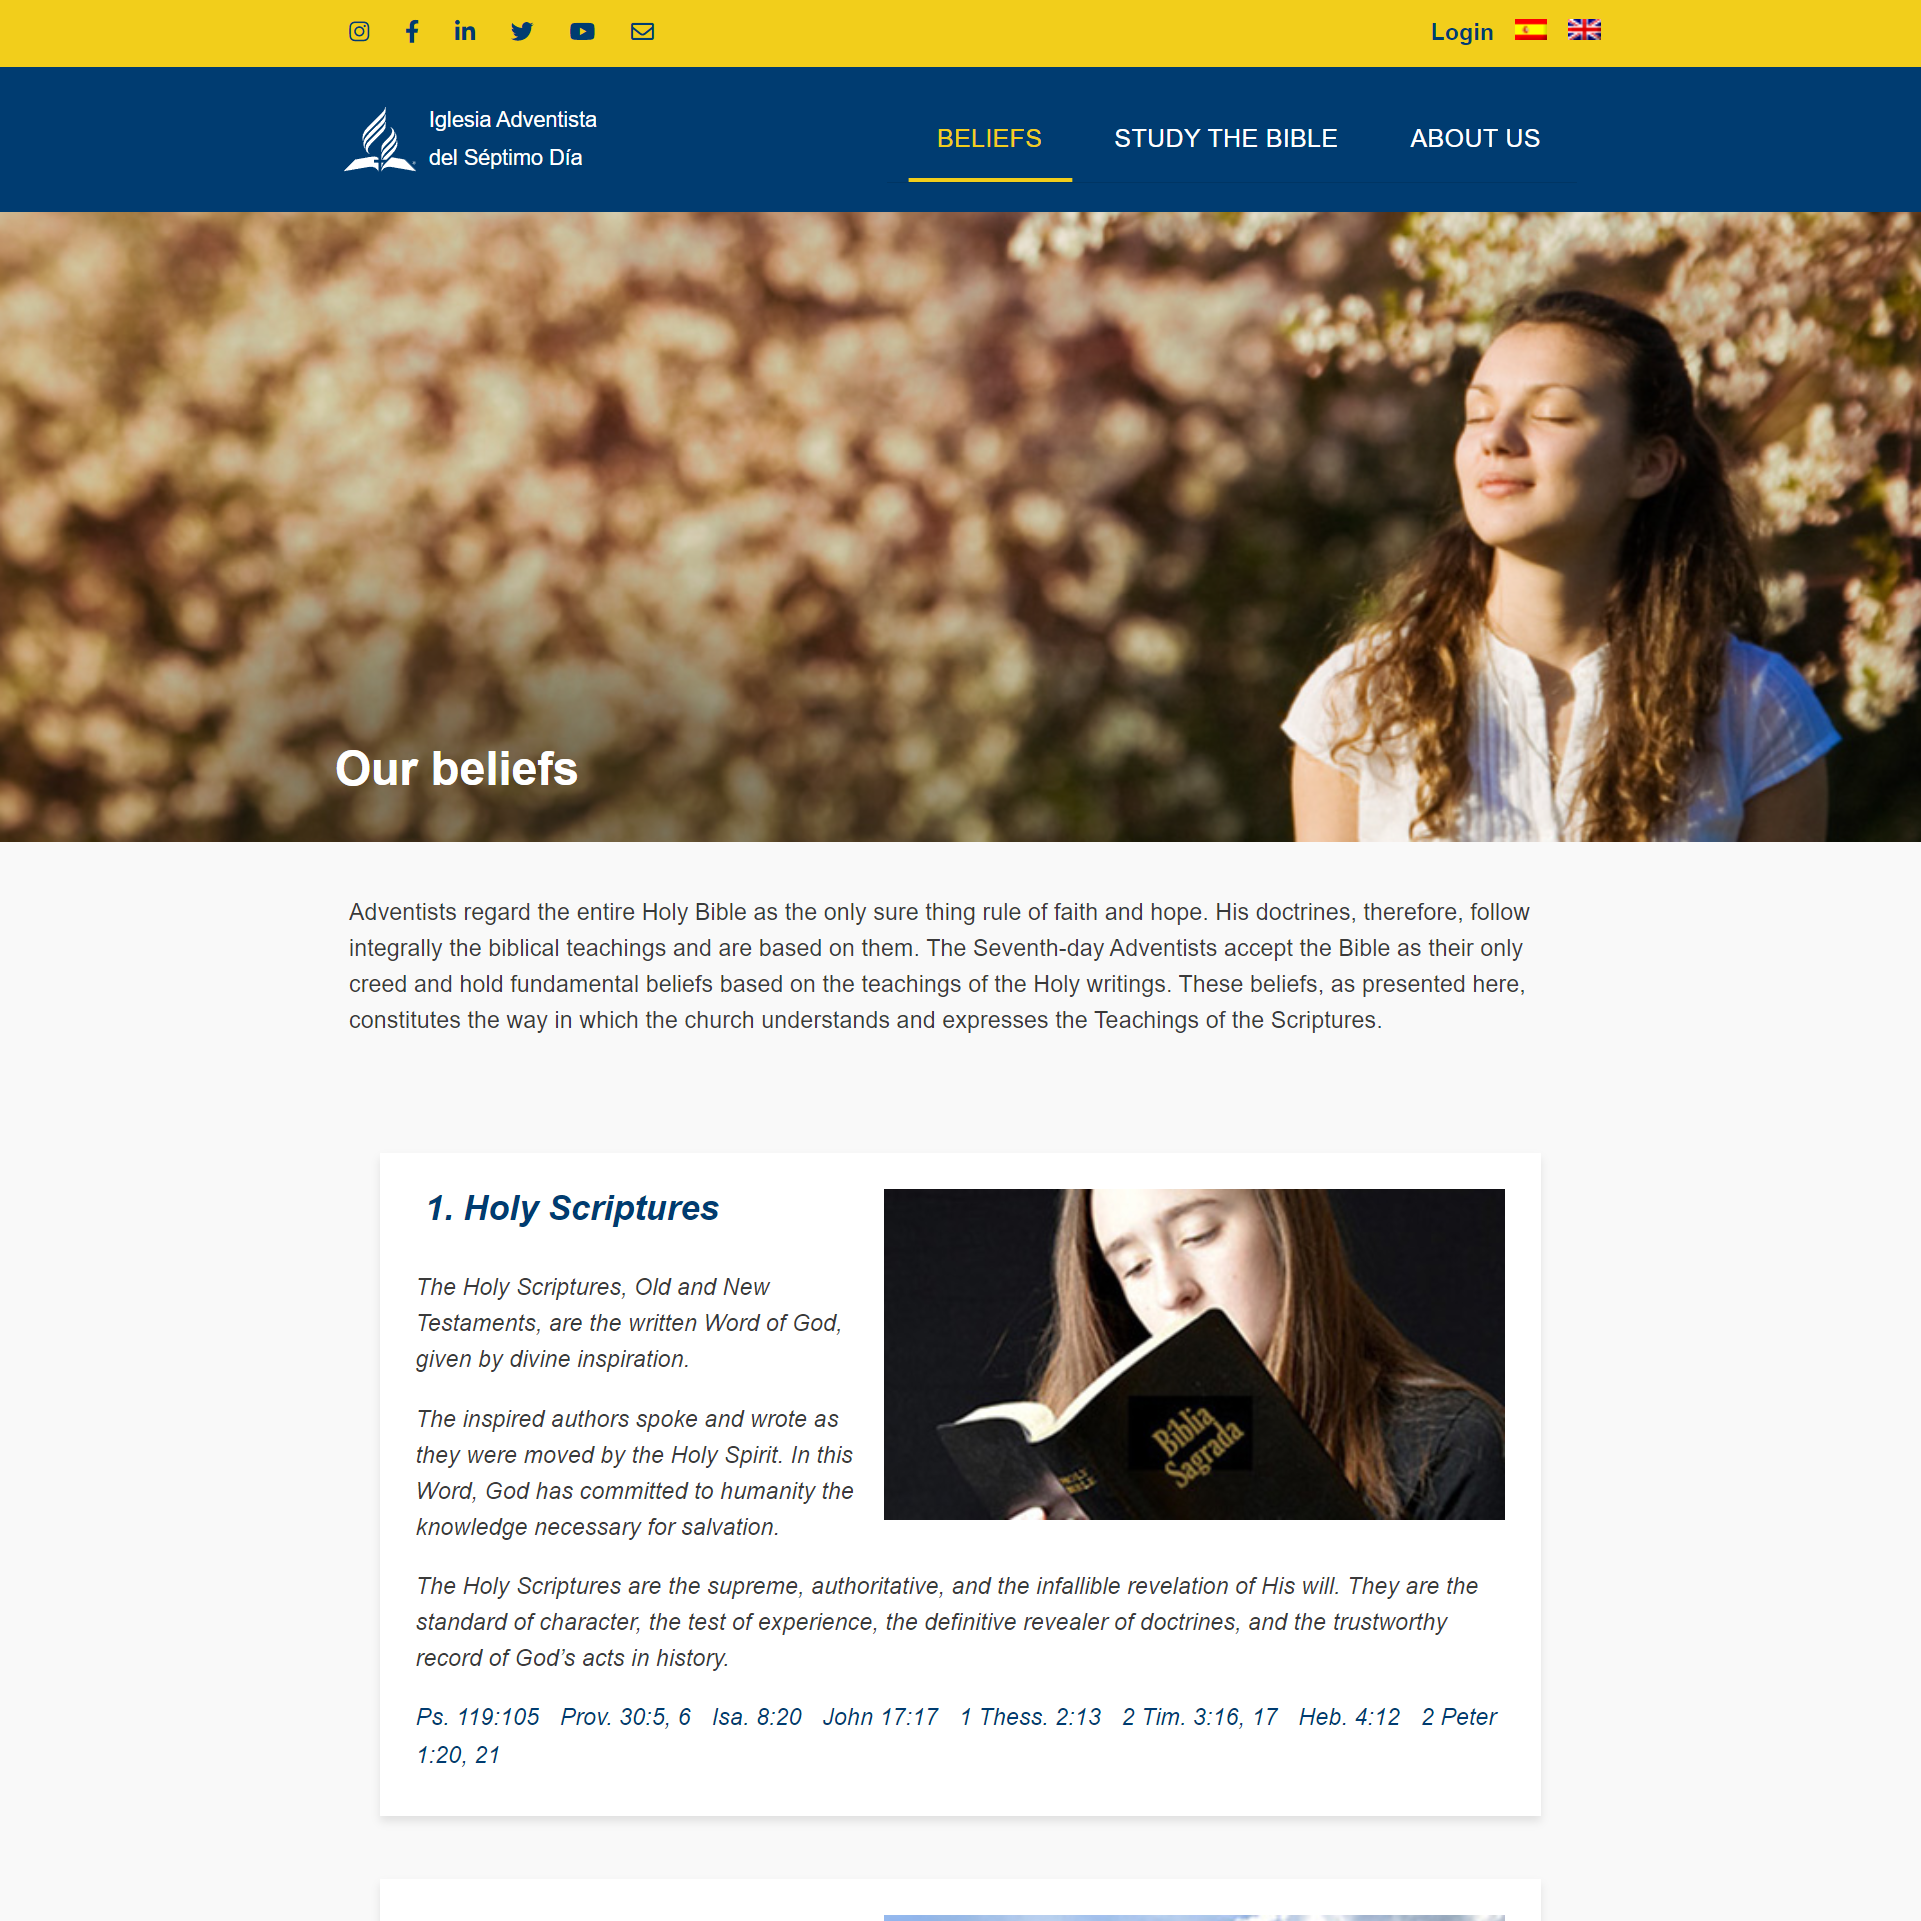 Login
Iglesia Adventista
del Séptimo Día
BELIEFS STUDY THE BIBLE ABOUT US
Our beliefs
Adventists regard the entire Holy Bible as the only sure thing rule of faith and hope. His doctrines, therefore, follow
integrally the biblical teachings and are based on them. The Seventh-day Adventists accept the Bible as their only
creed and hold fundamental beliefs based on the teachings of the Holy writings. These beliefs, as presented here,
constitutes the way in which the church understands and expresses the Teachings of the Scriptures.
1. Holy Scriptures
The Holy Scriptures, Old and New
Testaments, are the written Word of God,
given by divine inspiration.
The inspired authors spoke and wrote as
they were moved by the Holy Spirit. In this
Word, God has committed to humanity the
knowledge necessary for salvation.
Biblia
Sagrada
HOLY
BIBLE
The Holy Scriptures are the supreme, authoritative, and the infallible revelation of His will. They are the
standard of character, the test of experience, the definitive revealer of doctrines, and the trustworthy
record of God’s acts in history.
Ps. 119:105 Prov. 30:5, 6 Isa. 8:20 John 17:17 1 Thess. 2:13 2 Tim. 3:16, 17 Heb. 4:12 2 Peter
1:20, 21